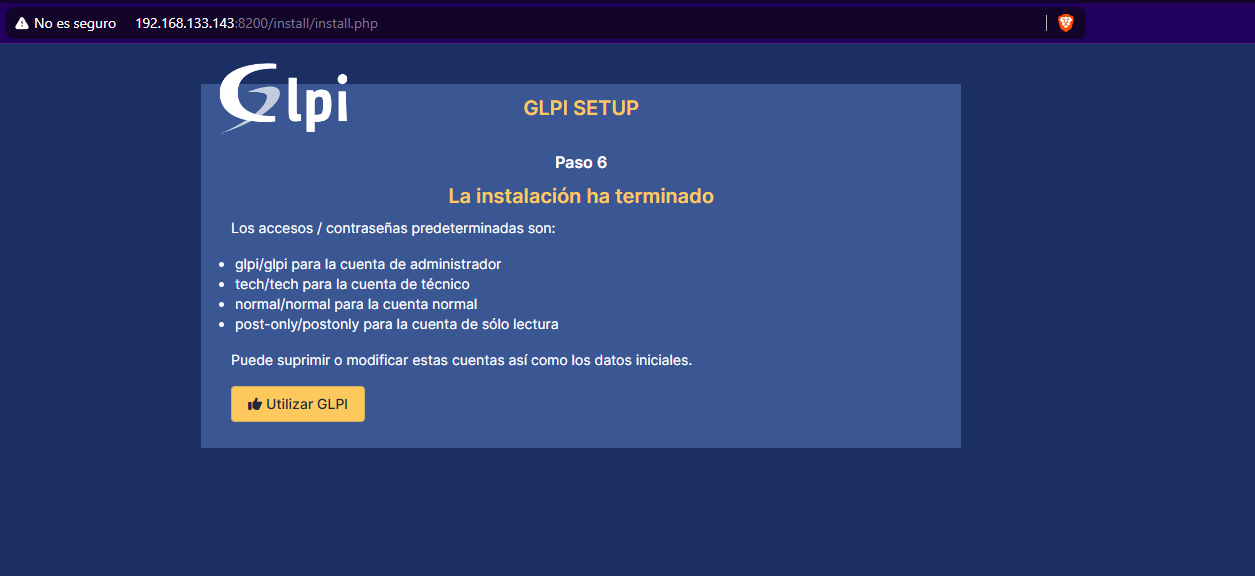 No es seguro 192.168.133.143:8200/install/install.php
Glpi
GLPI SETUP
Paso 6
La instalación ha terminado
Los accesos / contraseñas predeterminadas son:
• glpi/glpi para la cuenta de administrador
• tech/tech para la cuenta de técnico
• normal/normal para la cuenta normal
• post-only/postonly para la cuenta de sólo lectura
Puede suprimir o modificar estas cuentas así como los datos iniciales.
Utilizar GLPI